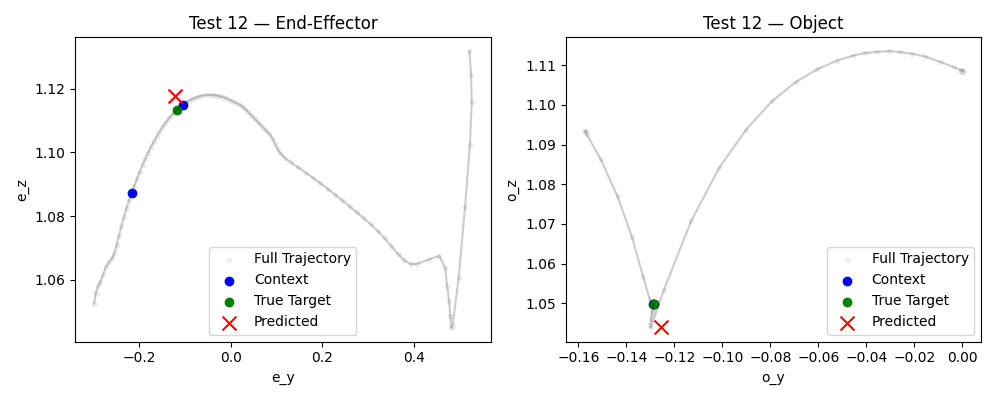 Test 12 — End-Effector
e_z
1.12
1.10
1.08
1.06
−0.2
0.0
0.2
0.4
e_y
Full Trajectory
Context
True Target
Predicted
Test 12 — Object
o_z
1.11
1.10
1.09
1.08
1.07
1.06
1.05
−0.16
−0.14
−0.12
−0.10
−0.08
−0.06
−0.04
−0.02
0.00
o_y
Full Trajectory
Context
True Target
Predicted